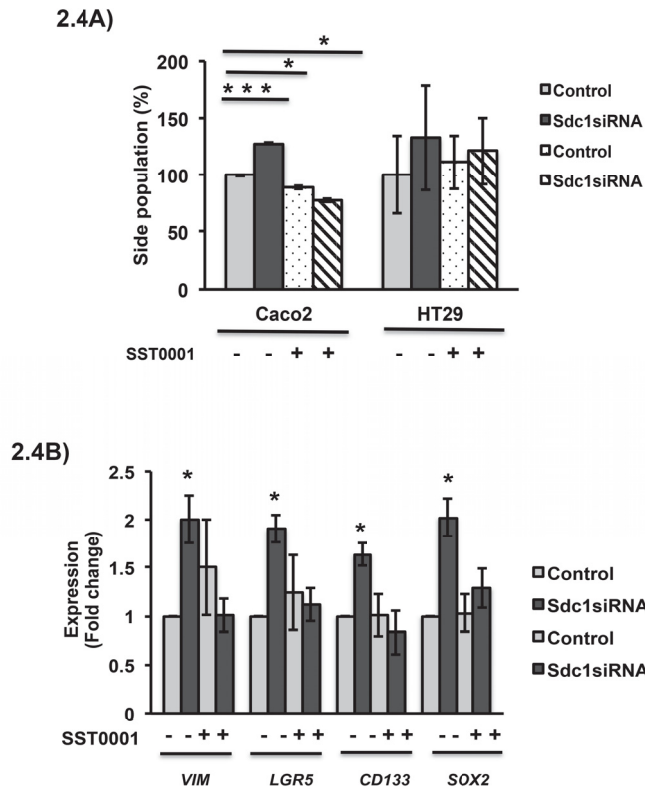 2.4A)
*
*
* * *
Side population (%)
200
150
100
50
0
Control
Sdc1siRNA
Control
Sdc1siRNA
Caco2 HT29
SST0001 - - + + - - + +
2.4B)
Expression
(Fold change)
2.5
2
1.5
1
0.5
0
* * * *
Control
Sdc1siRNA
Control
Sdc1siRNA
SST0001 - - + + - - + + - - + + - - + +
VIM LGR5 CD133 SOX2